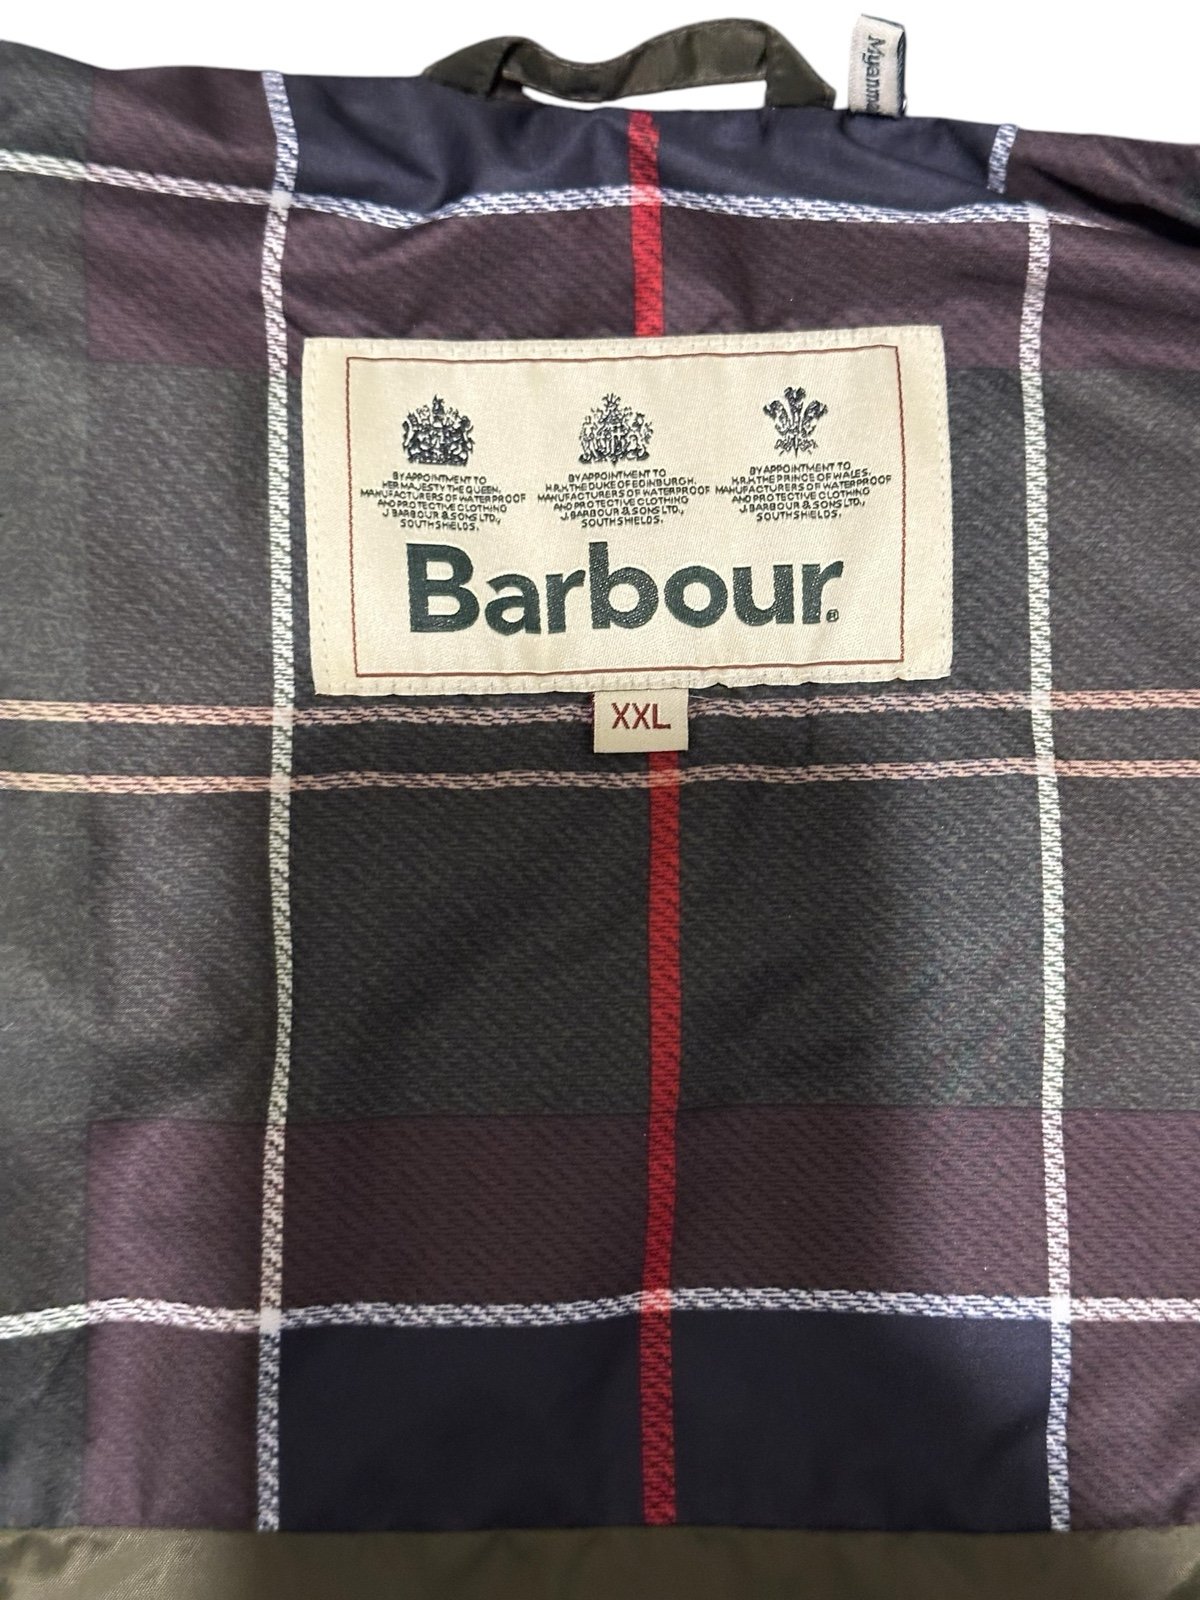 Myanm
BY APPOINTMENT TO
HER MAJESTY THE QUEEN.
MANUFACTURERS OF WATERPROOF
AND PROTECTIVE CLOTHING
J.BARBOUR & SONS LTD.,
SOUTH SHIELDS.
BY APPOINTMENT TO
H.R.H. THE DUKE OF EDINBURGH.
MANUFACTURERS OF WATERPROOF
AND PROTECTIVE CLOTHING
J.BARBOUR & SONS LTD.,
SOUTH SHIELDS.
BY APPOINTMENT TO
H.R.H. THE PRINCE OF WALES.
MANUFACTURERS OF WATERPROOF
AND PROTECTIVE CLOTHING
J.BARBOUR & SONS LTD.,
SOUTH SHIELDS.
Barbour®
XXL